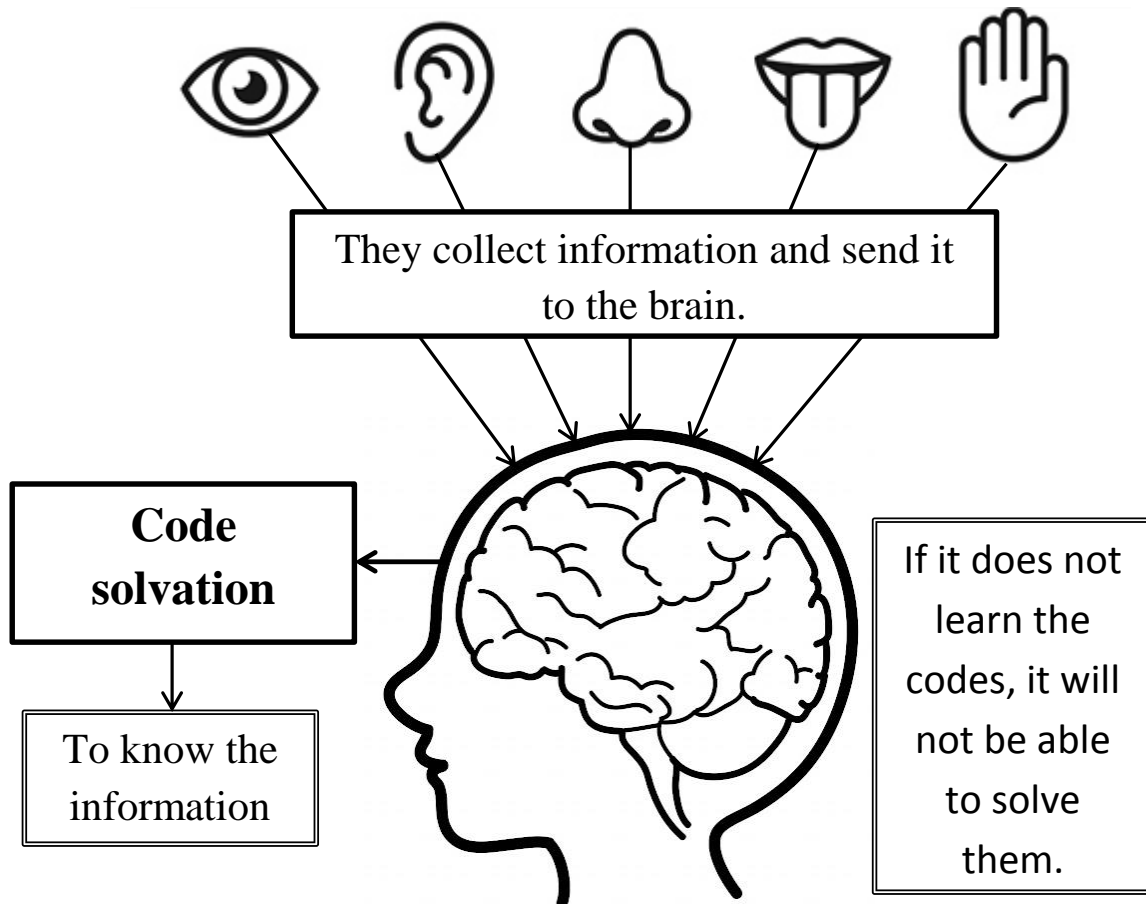 They collect information and send it
to the brain.
Code
solvation
To know the
information
If it does not
learn the
codes, it will
not be able
to solve
them.